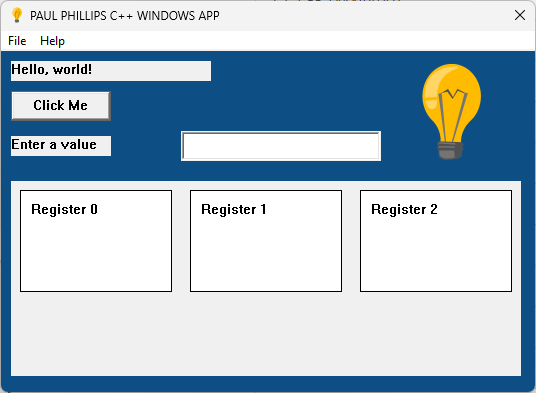 PAUL PHILLIPS C++ WINDOWS APP
File Help
Hello, world!
Click Me
Enter a value
Register 0 Register 1 Register 2